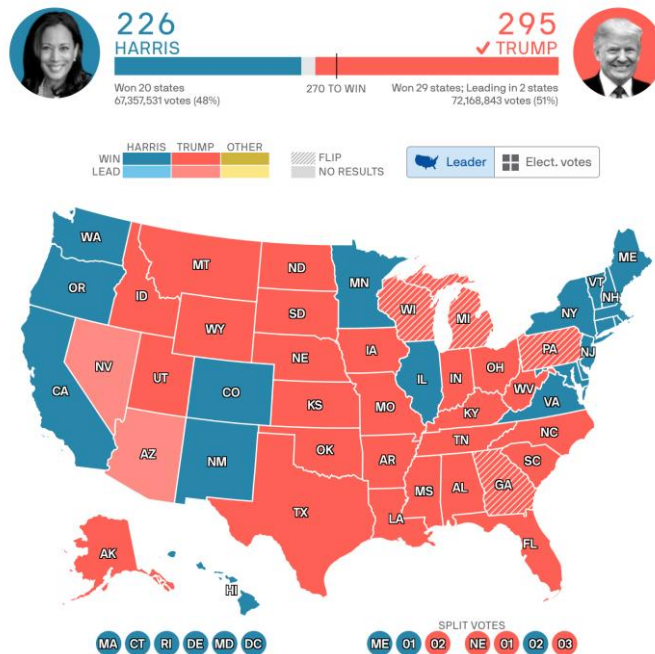 226
HARRIS
295
✓ TRUMP
Won 20 states
67,357,531 votes (48%)
270 TO WIN
Won 29 states; Leading in 2 states
72,168,843 votes (51%)
HARRIS TRUMP OTHER
WIN
LEAD
FLIP
NO RESULTS
Leader
Elect. votes
WA
OR
CA
NV
ID
MT
WY
UT
AZ
CO
NM
ND
SD
NE
KS
OK
TX
MN
IA
MO
AR
LA
WI
IL
MI
IN
OH
KY
TN
MS
AL
GA
FL
SC
NC
VA
WV
PA
NJ
NY
VT
NH
ME
AK
HI
SPLIT VOTES
MA CT RI DE MD DC
ME 01 02 NE 01 02 03